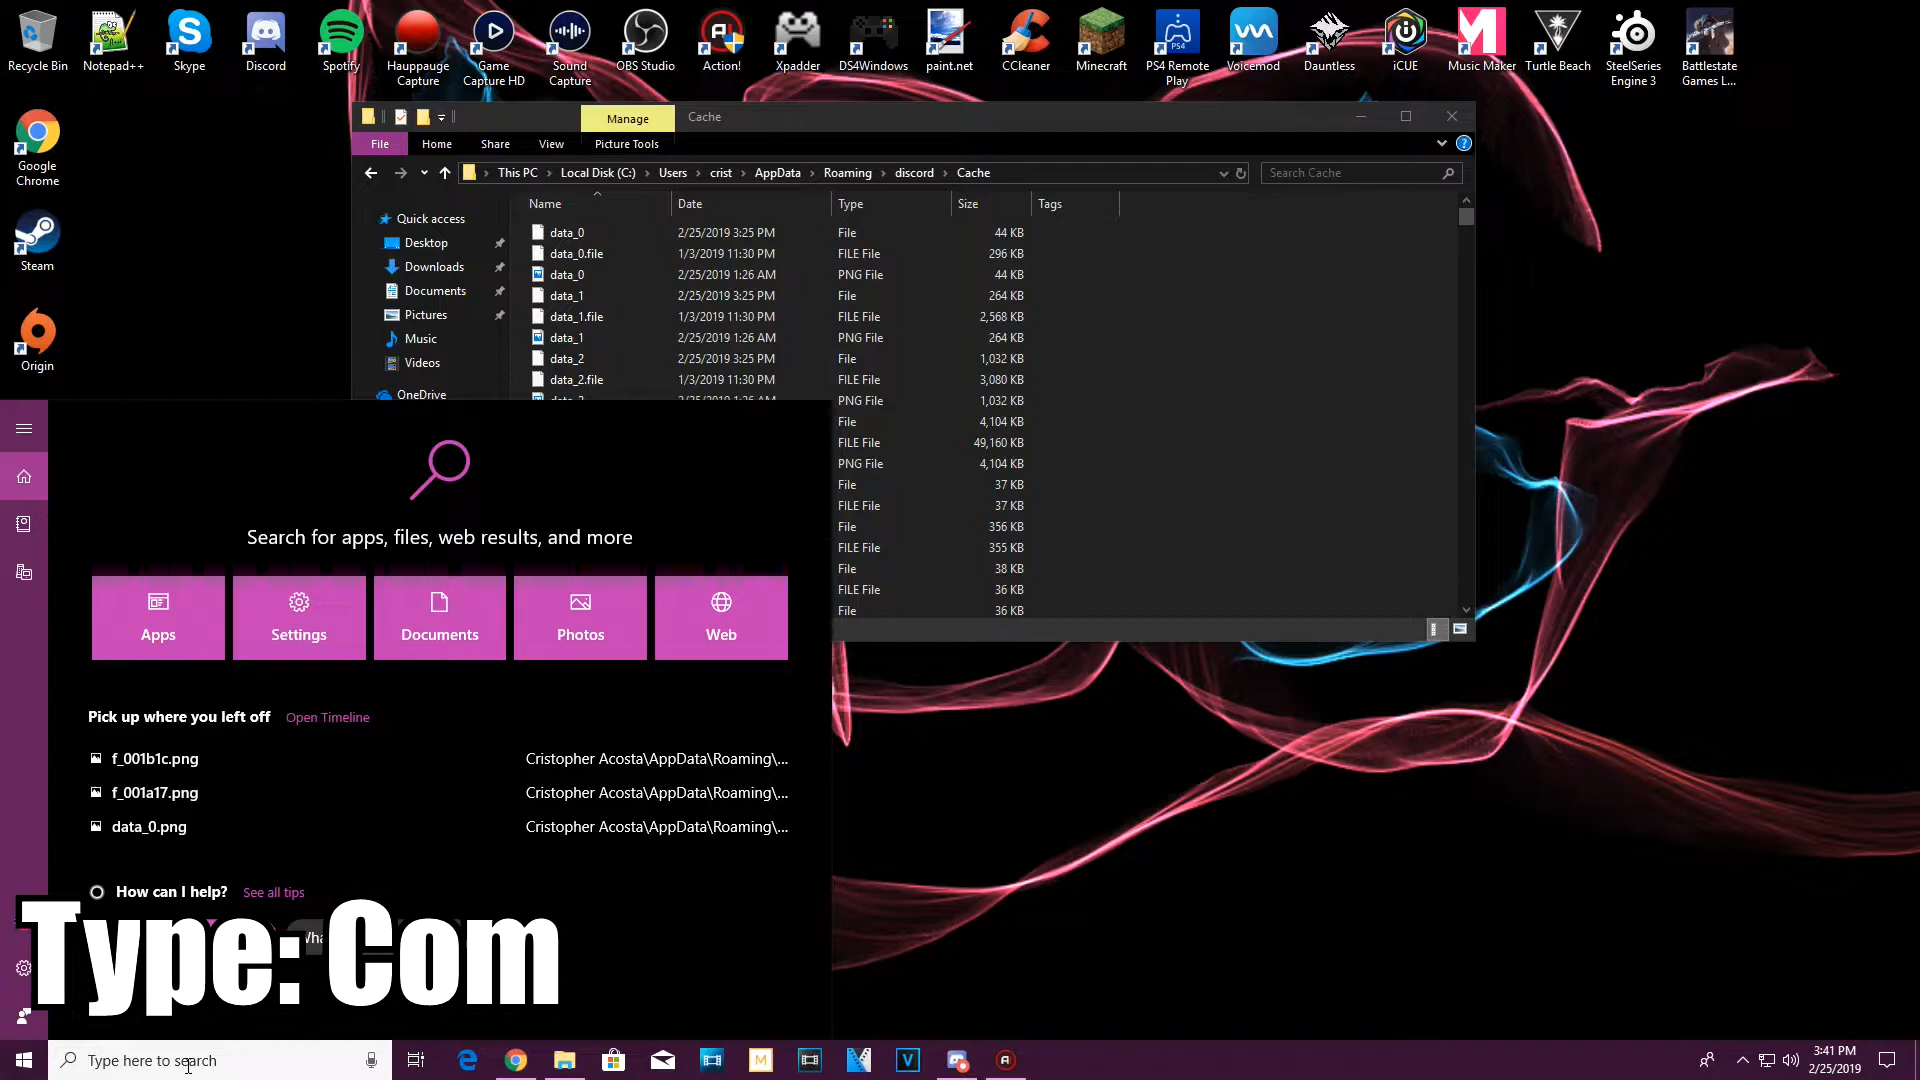 Recycle Bin
Notepad++
Skype
Discord
Spotify
Hauppauge Capture
Game Capture HD
Sound Capture
OBS Studio
Action!
Xpadder
DS4Windows
paint.net
CCleaner
Minecraft
PS4 Remote Play
Voicemod
Dauntless
iCUE
Music Maker
Turtle Beach
SteelSeries Engine 3
Battlestate Games L...
Google Chrome
Steam
Origin
Manage
Cache
File Home Share View Picture Tools
This PC > Local Disk (C:) > Users > crist > AppData > Roaming > discord > Cache
Search Cache
Name Date Type Size Tags
Quick access
Desktop
Downloads
Documents
Pictures
Music
Videos
OneDrive
data_0 2/25/2019 3:25 PM File 44 KB
data_0.file 1/3/2019 11:30 PM FILE File 296 KB
data_0 2/25/2019 1:26 AM PNG File 44 KB
data_1 2/25/2019 3:25 PM File 264 KB
data_1.file 1/3/2019 11:30 PM FILE File 2,568 KB
data_1 2/25/2019 1:26 AM PNG File 264 KB
data_2 2/25/2019 3:25 PM File 1,032 KB
data_2.file 1/3/2019 11:30 PM FILE File 3,080 KB
PNG File 1,032 KB
File 4,104 KB
FILE File 49,160 KB
PNG File 4,104 KB
File 37 KB
FILE File 37 KB
File 356 KB
FILE File 355 KB
File 38 KB
FILE File 36 KB
File 36 KB
Search for apps, files, web results, and more
Apps Settings Documents Photos Web
Pick up where you left off Open Timeline
f_001b1c.png Cristopher Acosta\AppData\Roaming\...
f_001a17.png Cristopher Acosta\AppData\Roaming\...
data_0.png Cristopher Acosta\AppData\Roaming\...
How can I help? See all tips
Type: Com
Type here to search
3:41 PM
2/25/2019